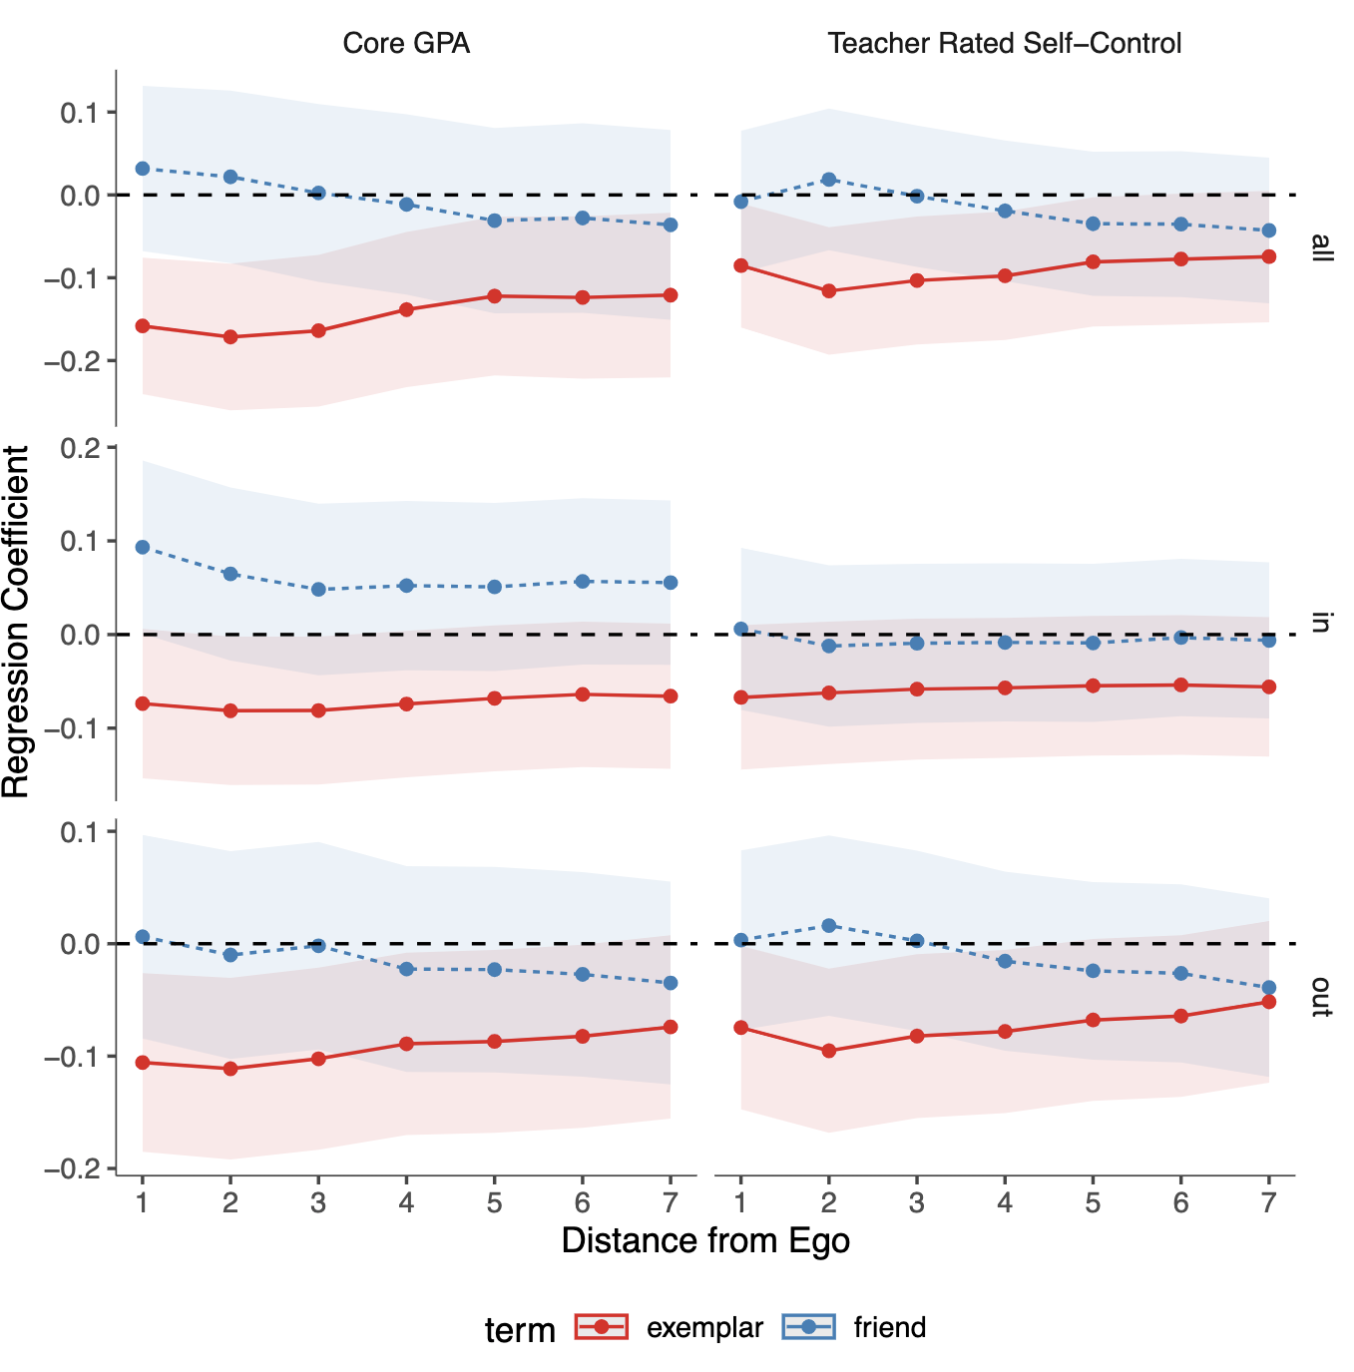 Core GPA
Teacher Rated Self−Control
0.1
0.0
−0.1
−0.2
all
0.2
0.1
0.0
−0.1
in
0.1
0.0
−0.1
−0.2
out
Regression Coefficient
1 2 3 4 5 6 7
1 2 3 4 5 6 7
Distance from Ego
term exemplar friend